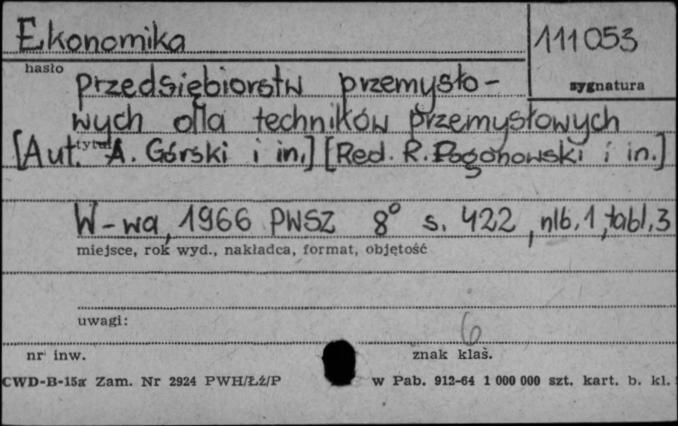 Ekonomika
111053
hasło
sygnatura
przedsiębiorstw przemysło-
wych dla techników przemysłowych
tytuł
[Aut. A. Górski i in.] [Red. R. Pogonowski i in.]
W-wa, 1966 PWSZ 8° s. 422, nlb. 1, tabl. 3
miejsce, rok wyd., nakładca, format, objętość
uwagi:
6
nr inw.
znak klas.
CWD-B-15a Zam. Nr 2924 PWH/Łź/P
w Pab. 912-64 1 000 000 szt. kart. b. kl.